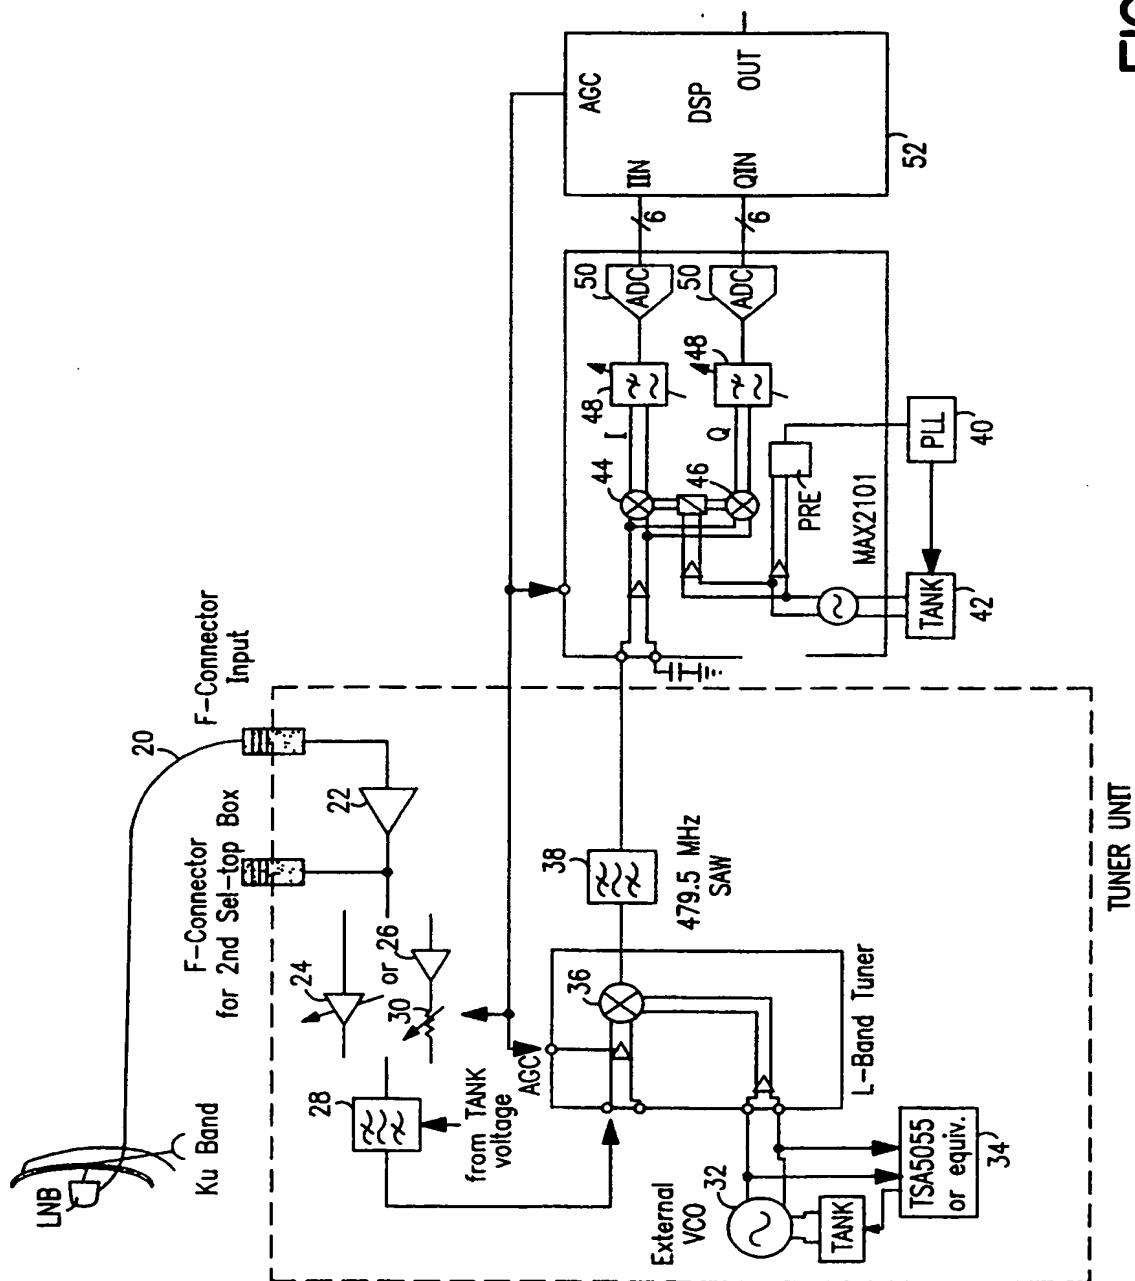 FIG
LNB
Ku Band
20
F-Connector
Input
F-Connector
for 2nd Sel-top Box
22
24
or
26
30
28
from TANK
voltage
AGC
36
L-Band Tuner
38
479.5 MHz
SAW
External
VCO
32
TANK
TSA5055
or equiv.
34
TUNER UNIT
44
I
48
50
ADC
6
46
Q
48
50
ADC
6
PRE
MAX2101
TANK
42
PLL
40
AGC
IIN
DSP
QIN
OUT
52